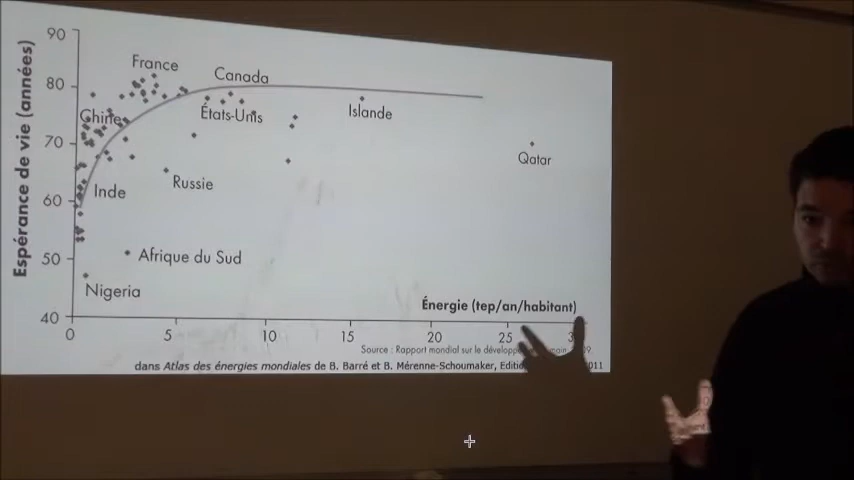 Espérance de vie (années)
90
80
70
60
50
40
France
Canada
Chine
États-Unis
Islande
Qatar
Inde
Russie
Afrique du Sud
Nigeria
Énergie (tep/an/habitant)
0
5
10
15
20
25
Source : Rapport mondial sur le
dans Atlas des énergies mondiales de B. Barré et B. Mérenne-Schoumaker, 2011